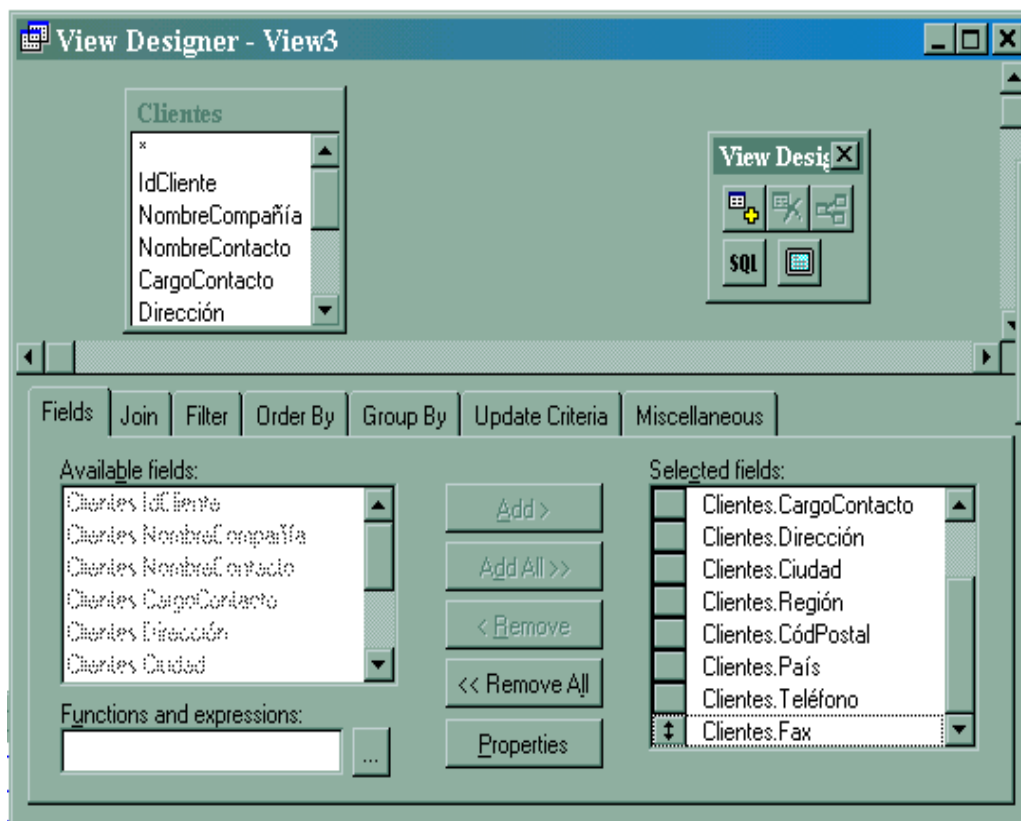 View Designer - View3
Clientes
*
IdCliente
NombreCompañía
NombreContacto
CargoContacto
Dirección
View Desig
SQL
Fields
Join
Filter
Order By
Group By
Update Criteria
Miscellaneous
Available fields:
Clientes.IdCliente
Clientes.NombreCompañía
Clientes.NombreContacto
Clientes.CargoContacto
Clientes.Dirección
Clientes.Ciudad
Functions and expressions:
...
Add >
Add All >>
< Remove
<< Remove All
Properties
Selected fields:
Clientes.CargoContacto
Clientes.Dirección
Clientes.Ciudad
Clientes.Región
Clientes.CódPostal
Clientes.País
Clientes.Teléfono
Clientes.Fax